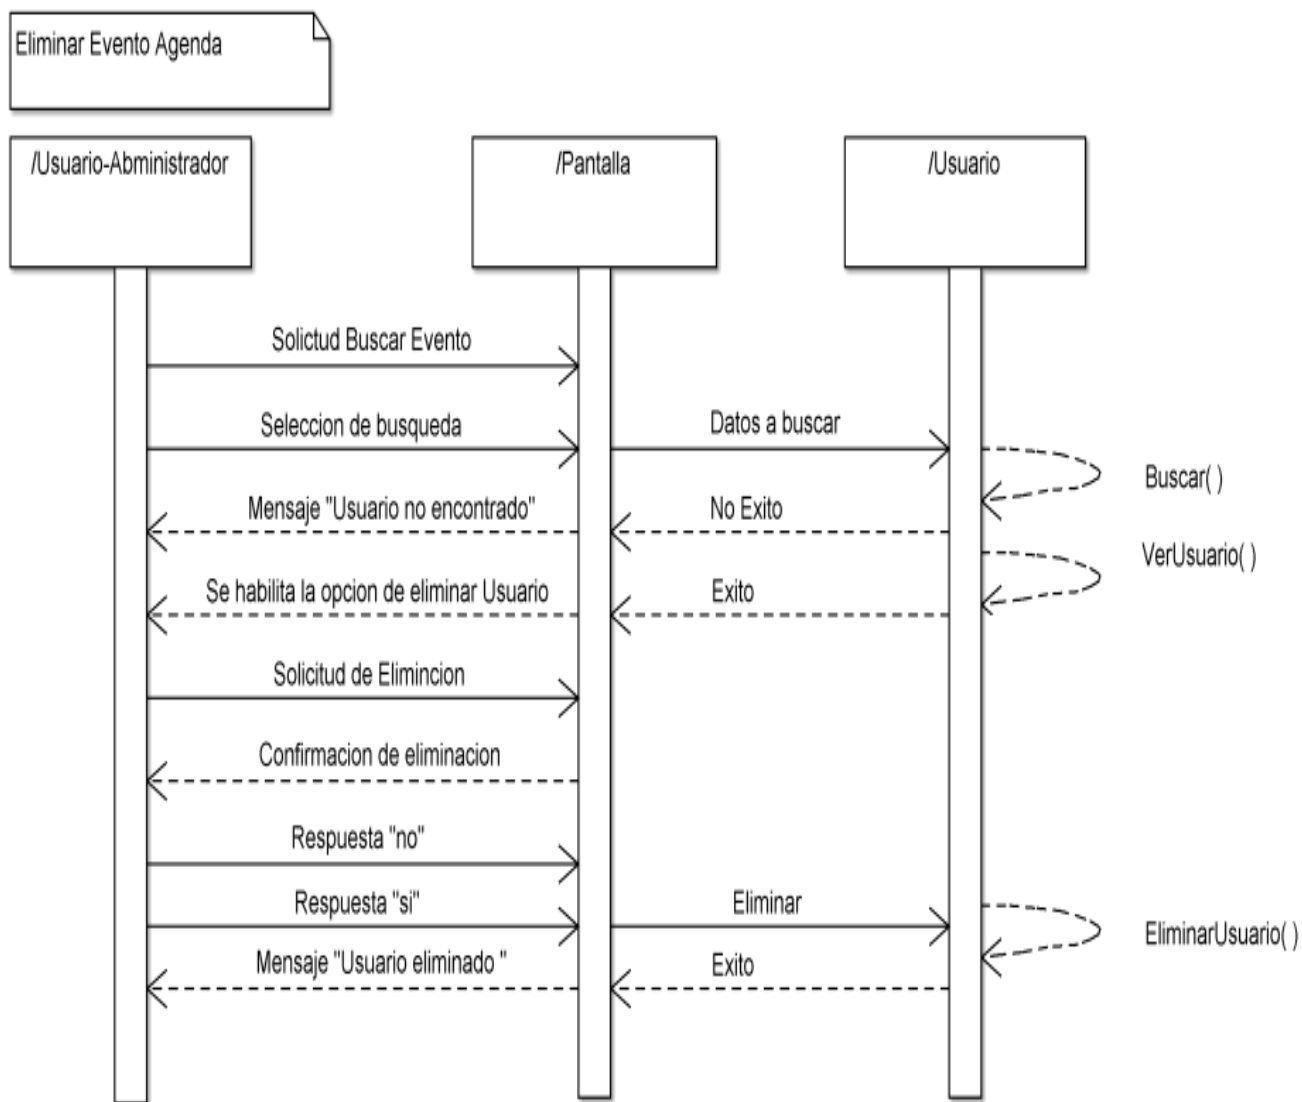 Eliminar Evento Agenda
/Usuario-Abministrador
/Pantalla
/Usuario
Solictud Buscar Evento
Seleccion de busqueda
Datos a buscar
Buscar( )
Mensaje "Usuario no encontrado"
No Exito
VerUsuario( )
Se habilita la opcion de eliminar Usuario
Exito
Solicitud de Elimincion
Confirmacion de eliminacion
Respuesta "no"
Respuesta "si"
Eliminar
EliminarUsuario( )
Mensaje "Usuario eliminado "
Exito